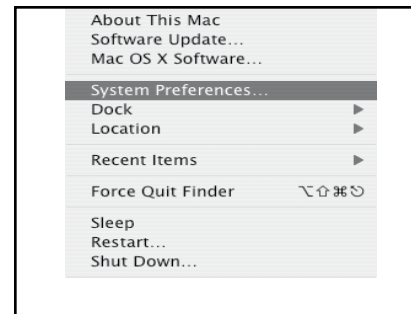 About This Mac
Software Update...
Mac OS X Software...
System Preferences...
Dock ▶
Location ▶
Recent Items ▶
Force Quit Finder ⌥⇧⌘⎋
Sleep
Restart...
Shut Down...